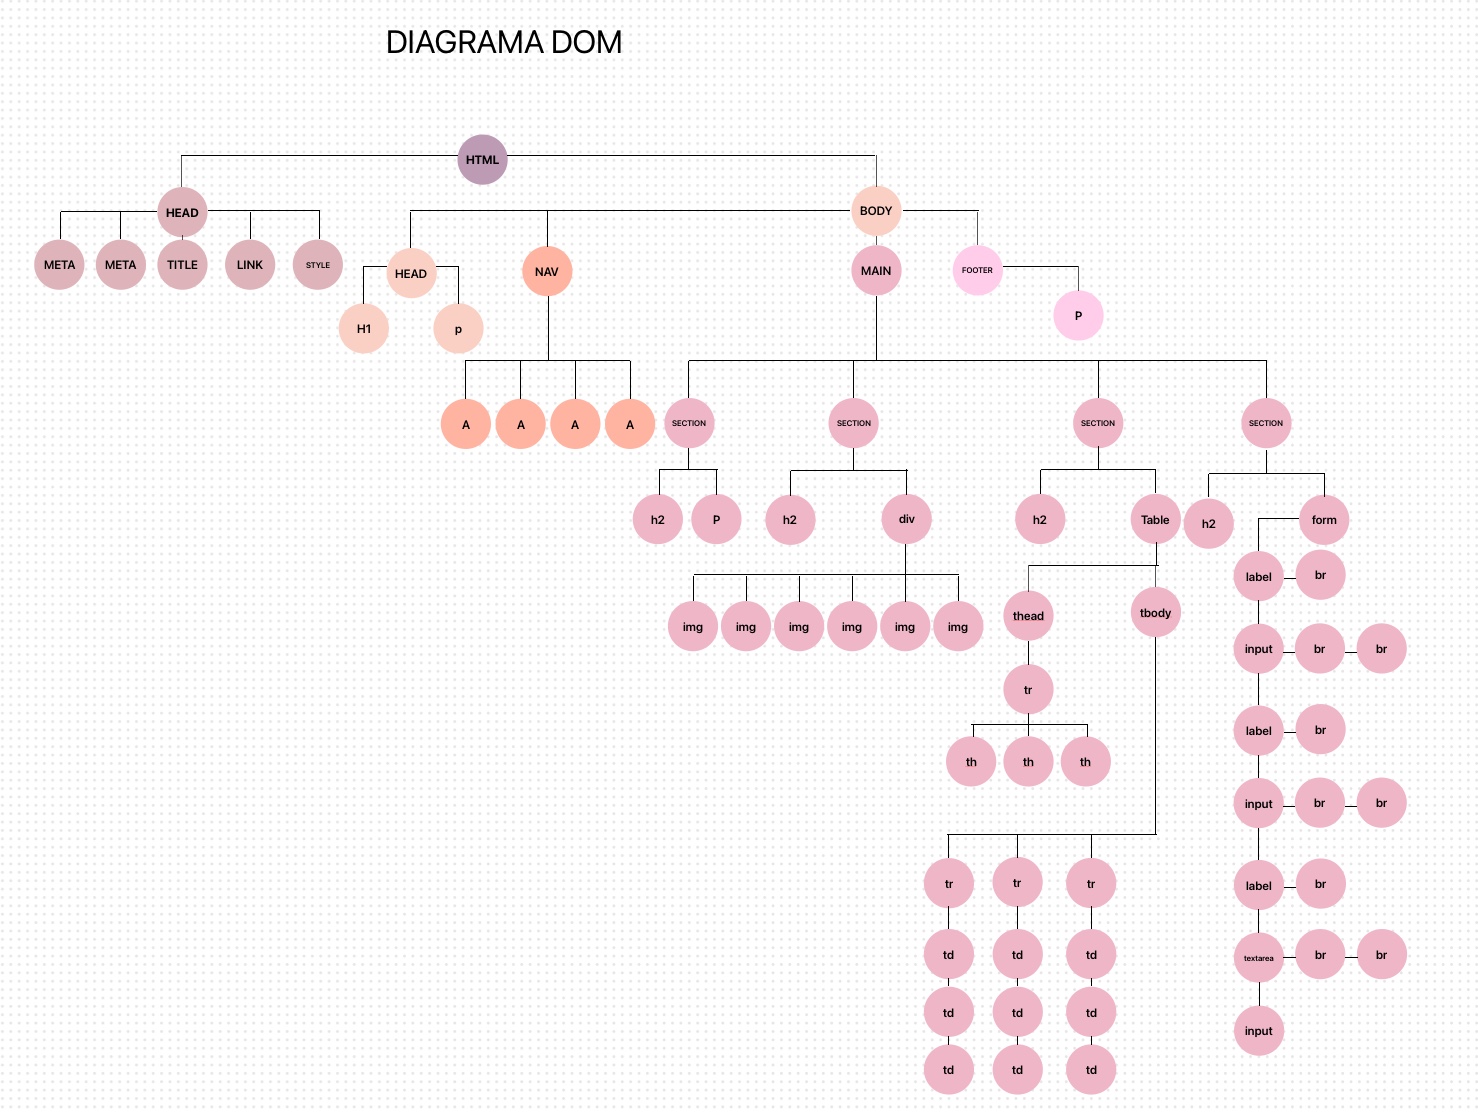 DIAGRAMA DOM
HTML
HEAD
BODY
META
META
TITLE
LINK
STYLE
HEAD
NAV
MAIN
FOOTER
H1
p
P
A
A
A
A
SECTION
SECTION
SECTION
SECTION
h2
P
h2
div
h2
Table
h2
form
label
br
img
img
img
img
img
img
thead
tbody
input
br
br
tr
label
br
th
th
th
input
br
br
tr
tr
tr
label
br
td
td
td
textarea
br
br
td
td
td
input
td
td
td